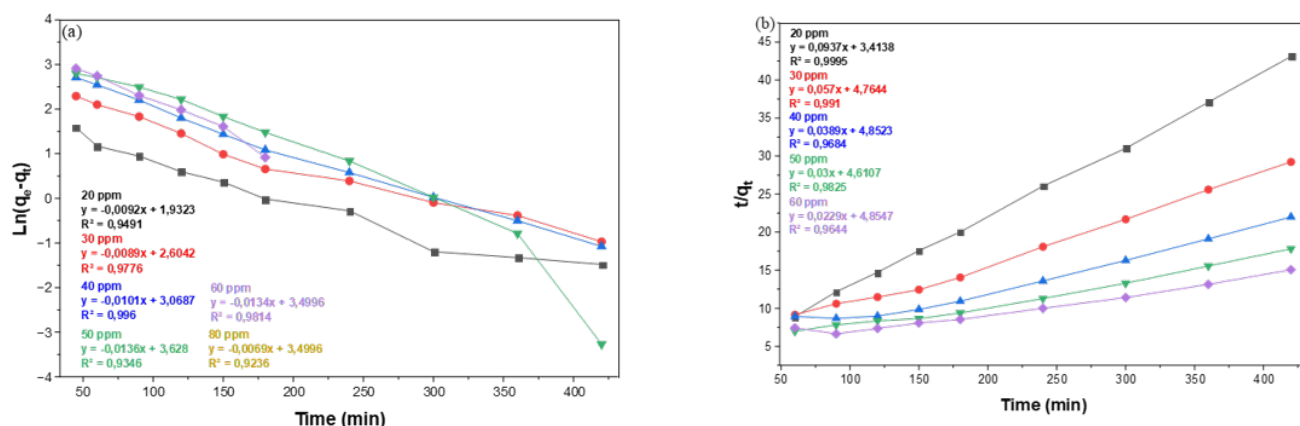 (a)
4
3
2
1
0
−1
−2
−3
−4
Ln(qe-qt)
20 ppm
y = -0,0092x + 1,9323
R² = 0,9491
30 ppm
y = -0,0089x + 2,6042
R² = 0,9776
40 ppm
y = -0,0101x + 3,0687
R² = 0,996
50 ppm
y = -0,0136x + 3,628
R² = 0,9346
60 ppm
y = -0,0134x + 3,4996
R² = 0,9814
80 ppm
y = -0,0069x + 3,4996
R² = 0,9236
50 100 150 200 250 300 350 400
Time (min)
(b)
45
40
35
30
25
20
15
10
5
t/qt
20 ppm
y = 0,0937x + 3,4138
R² = 0,9995
30 ppm
y = 0,057x + 4,7644
R² = 0,991
40 ppm
y = 0,0389x + 4,8523
R² = 0,9684
50 ppm
y = 0,03x + 4,6107
R² = 0,9825
60 ppm
y = 0,0229x + 4,8547
R² = 0,9644
50 100 150 200 250 300 350 400
Time (min)